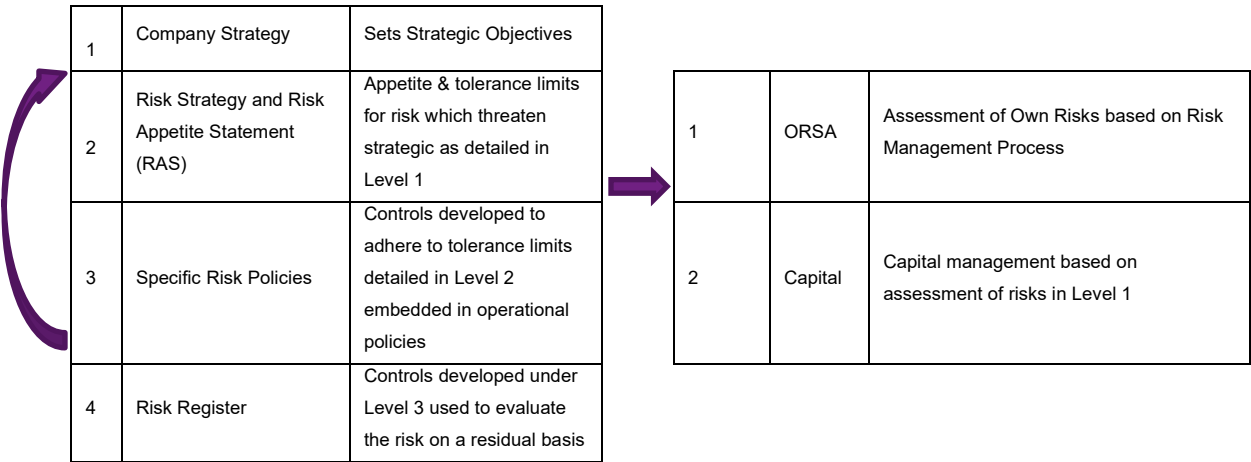 1
Company Strategy
Sets Strategic Objectives
2
Risk Strategy and Risk
Appetite Statement
(RAS)
Appetite & tolerance limits
for risk which threaten
strategic as detailed in
Level 1
3
Specific Risk Policies
Controls developed to
adhere to tolerance limits
detailed in Level 2
embedded in operational
policies
4
Risk Register
Controls developed under
Level 3 used to evaluate
the risk on a residual basis
1
ORSA
Assessment of Own Risks based on Risk
Management Process
2
Capital
Capital management based on
assessment of risks in Level 1